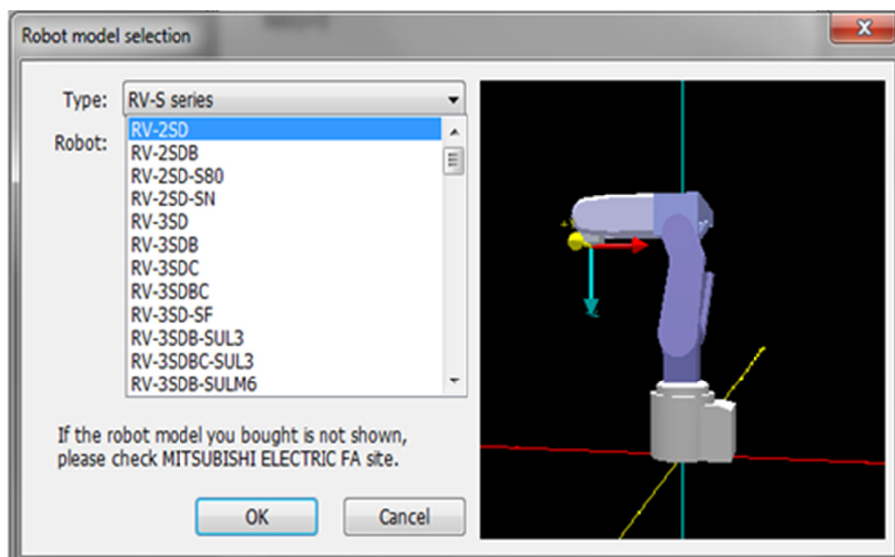 Robot model selection
Type: RV-S series
Robot:
RV-2SD
RV-2SDB
RV-2SD-S80
RV-2SD-SN
RV-3SD
RV-3SDB
RV-3SDC
RV-3SDBC
RV-3SD-SF
RV-3SDB-SUL3
RV-3SDBC-SUL3
RV-3SDB-SULM6
If the robot model you bought is not shown,
please check MITSUBISHI ELECTRIC FA site.
OK Cancel